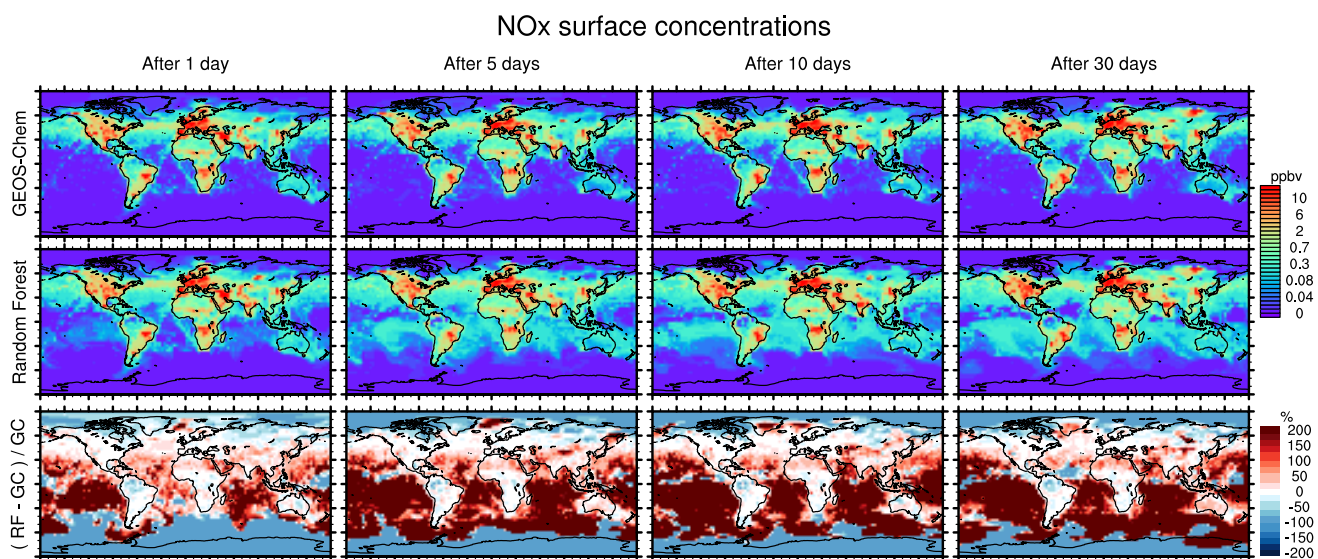 NOx surface concentrations
After 1 day
After 5 days
After 10 days
After 30 days
GEOS-Chem
ppbv
10
6
2
0.7
0.3
0.08
0.04
0
Random Forest
( RF - GC ) / GC
%
200
150
100
50
0
-50
-100
-150
-200